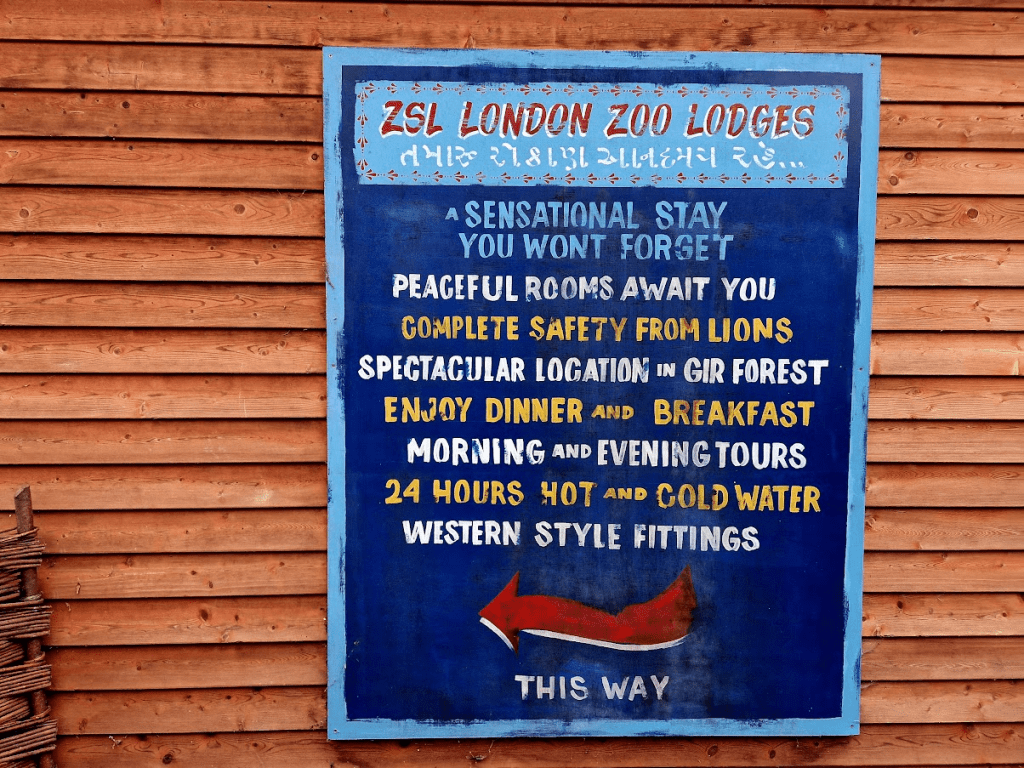 ZSL LONDON ZOO LODGES
તમારુ રોકાણ આનંદમય રહે...
A SENSATIONAL STAY
YOU WONT FORGET
PEACEFUL ROOMS AWAIT YOU
COMPLETE SAFETY FROM LIONS
SPECTACULAR LOCATION IN GIR FOREST
ENJOY DINNER AND BREAKFAST
MORNING AND EVENING TOURS
24 HOURS HOT AND COLD WATER
WESTERN STYLE FITTINGS
THIS WAY